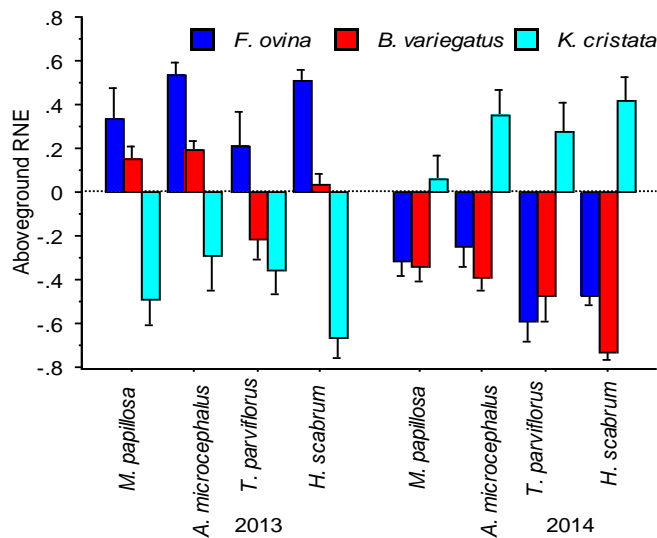 .8
F. ovina B. variegatus K. cristata
.6
.4
.2
0
-.2
-.4
-.6
-.8
Aboveground RNE
M. papillosa
A. microcephalus
T. parviflorus
H. scabrum
M. papillosa
A. microcephalus
T. parviflorus
H. scabrum
2013 2014